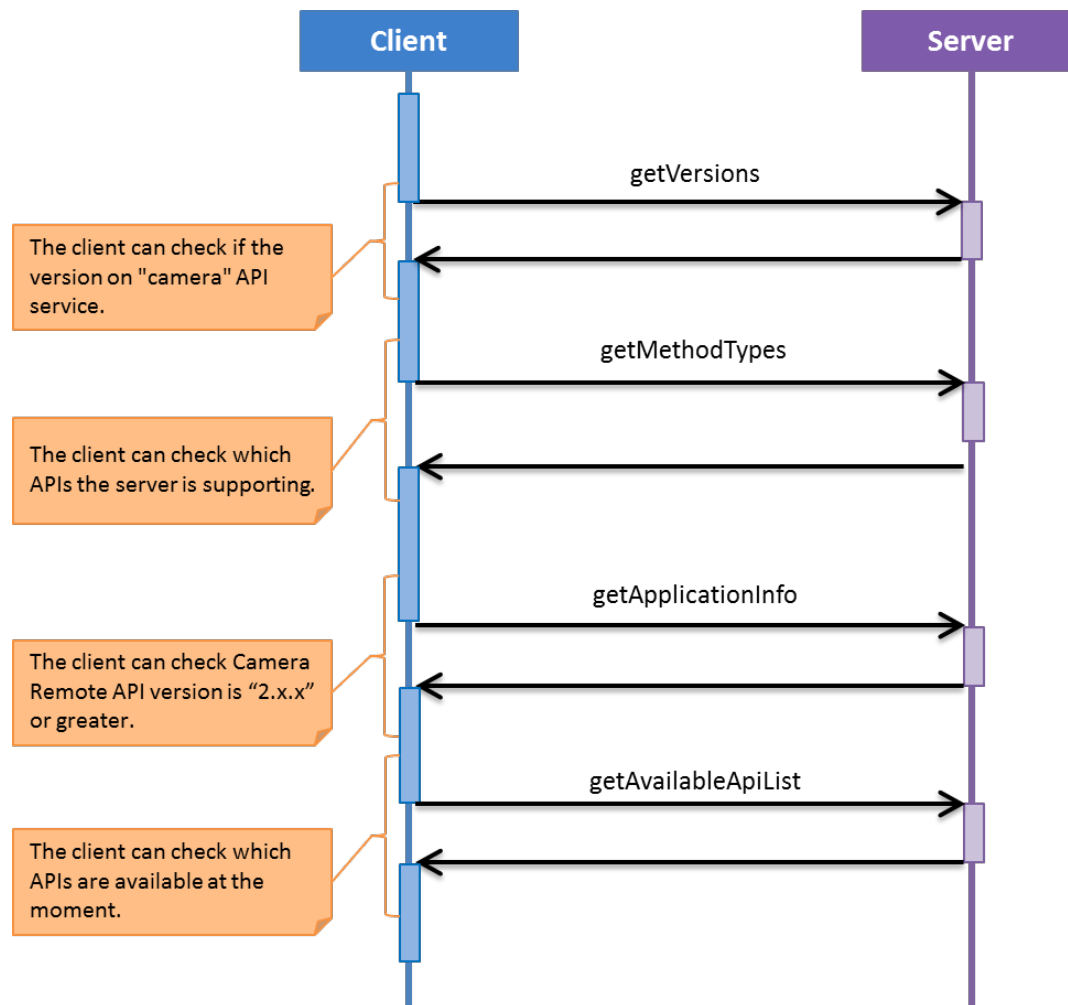 Client
Server
getVersions
The client can check if the
version on "camera" API
service.
getMethodTypes
The client can check which
APIs the server is supporting.
getApplicationInfo
The client can check Camera
Remote API version is “2.x.x”
or greater.
getAvailableApiList
The client can check which
APIs are available at the
moment.